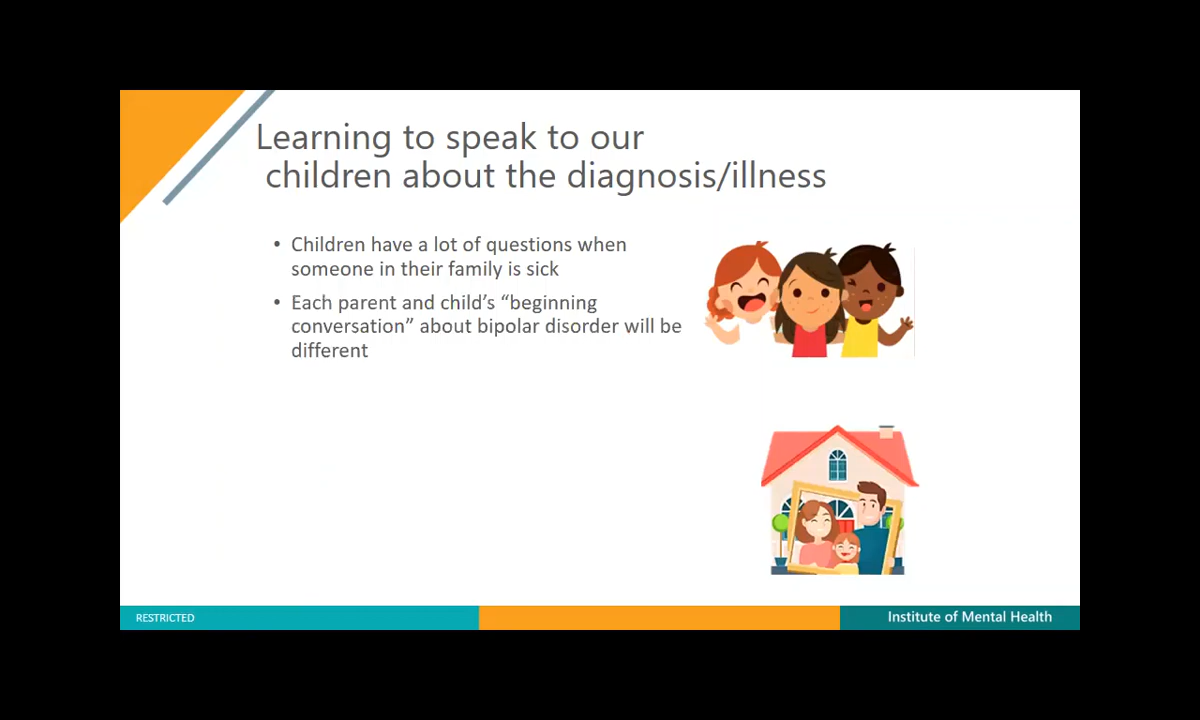 Learning to speak to our
children about the diagnosis/illness
• Children have a lot of questions when
someone in their family is sick
• Each parent and child’s “beginning
conversation” about bipolar disorder will be
different
RESTRICTED
Institute of Mental Health